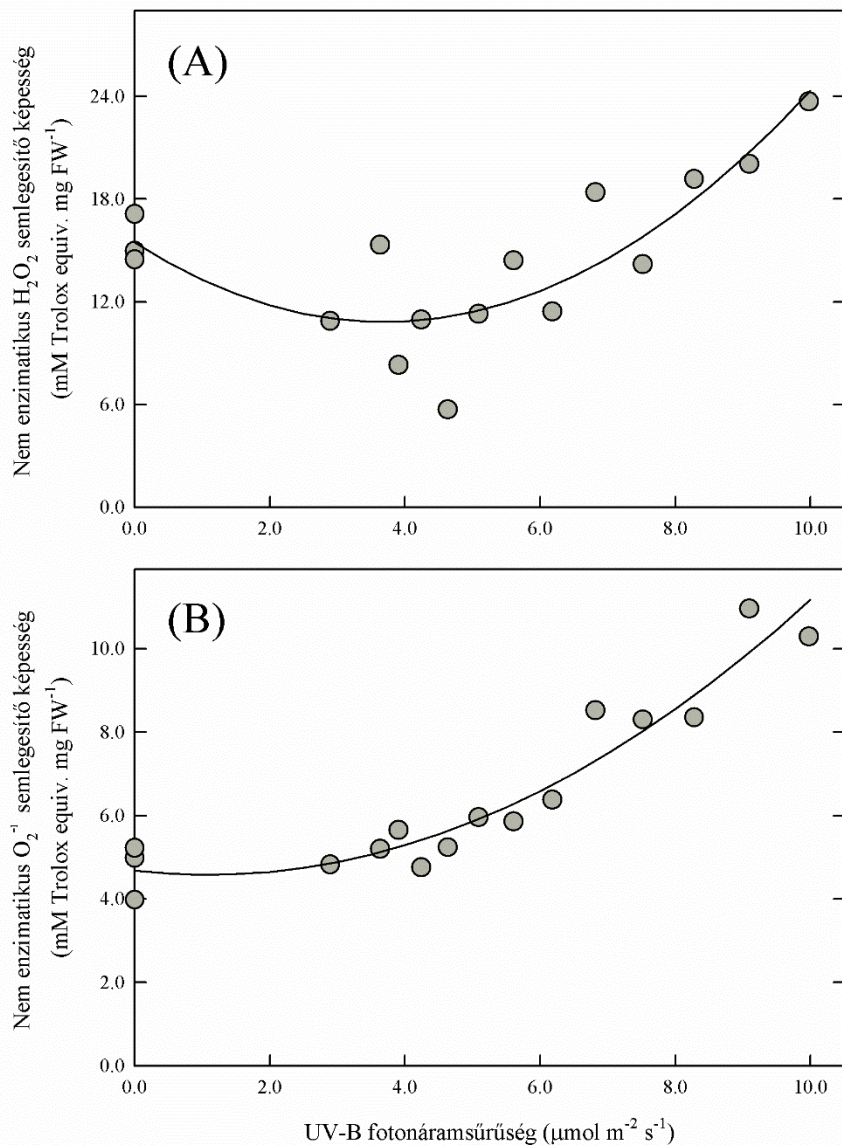 (A)
Nem enzimatikus H₂O₂ semlegesítő képesség
(mM Trolox equiv. mg FW⁻¹)
24.0
18.0
12.0
6.0
0.0
0.0 2.0 4.0 6.0 8.0 10.0
(B)
Nem enzimatikus O₂⁻¹ semlegesítő képesség
(mM Trolox equiv. mg FW⁻¹)
10.0
8.0
6.0
4.0
2.0
0.0
0.0 2.0 4.0 6.0 8.0 10.0
UV-B fotonáramsűrűség (μmol m⁻² s⁻¹)